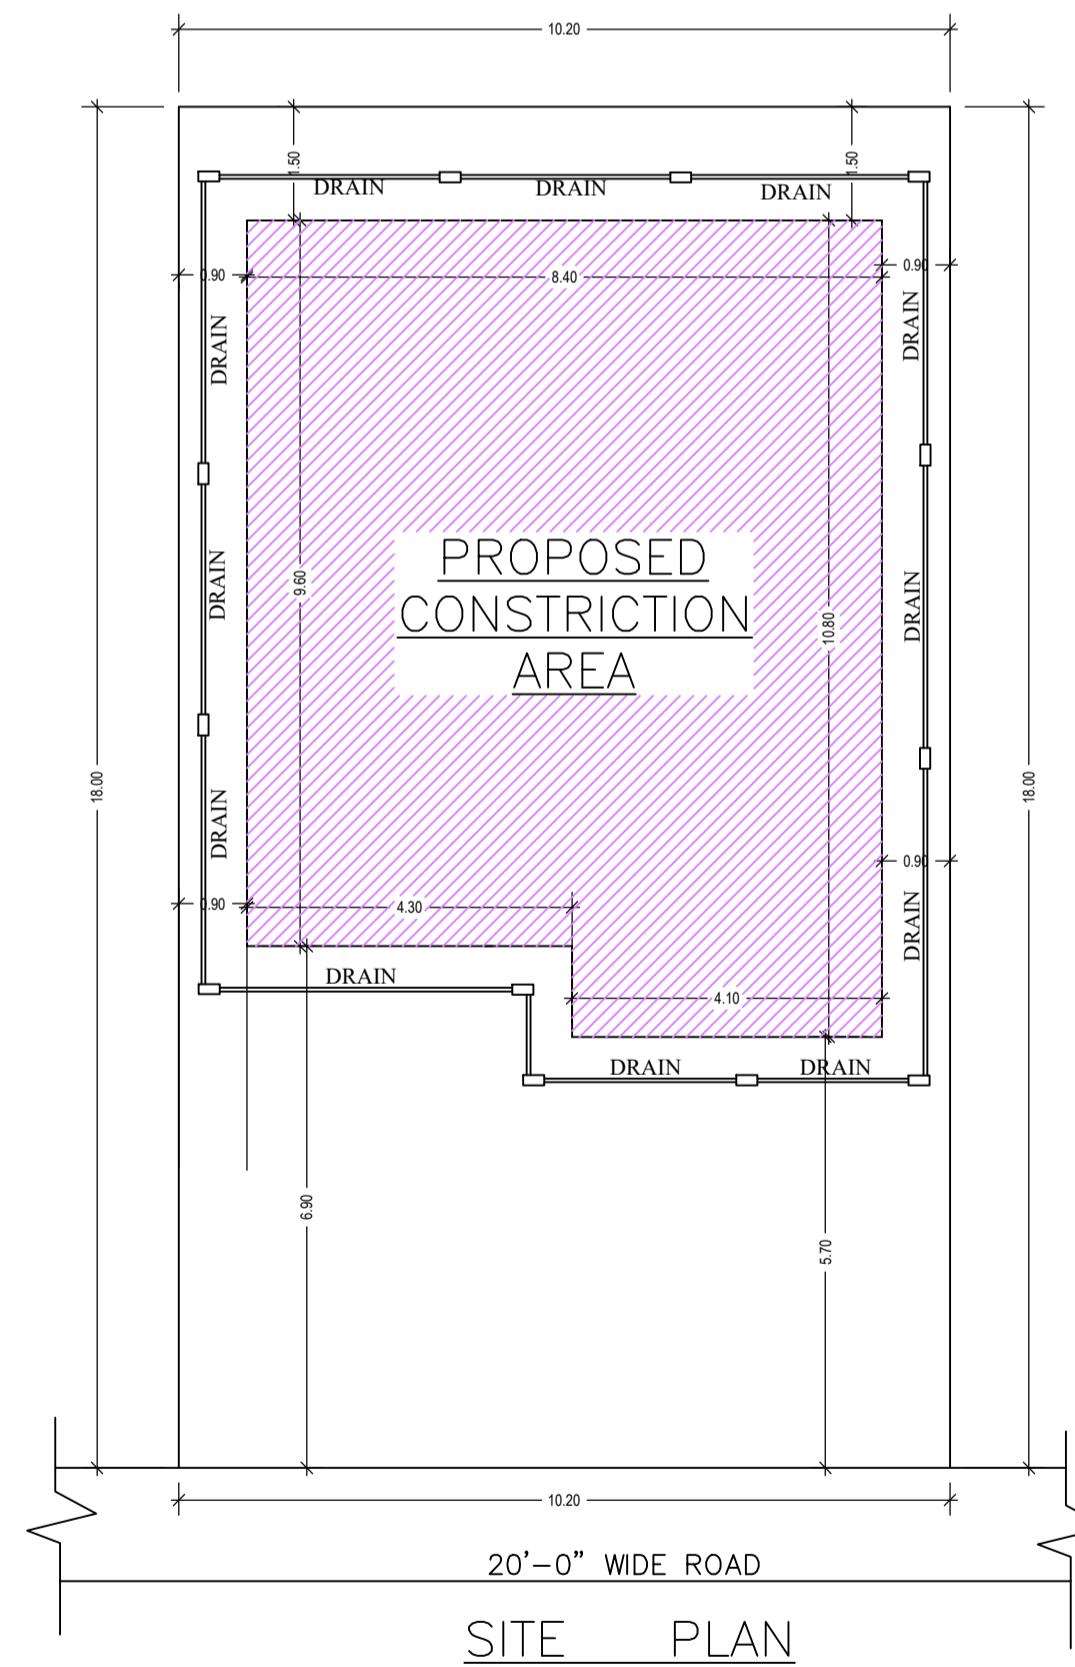 10.20
1.50
1.50
DRAIN
DRAIN
DRAIN
0.90
8.40
0.90
DRAIN
DRAIN
9.60
PROPOSED
CONSTRICTION
AREA
10.80
DRAIN
DRAIN
18.00
18.00
DRAIN
0.90
0.90
4.30
DRAIN
DRAIN
4.10
DRAIN
DRAIN
6.90
5.70
10.20
20'-0" WIDE ROAD
SITE PLAN